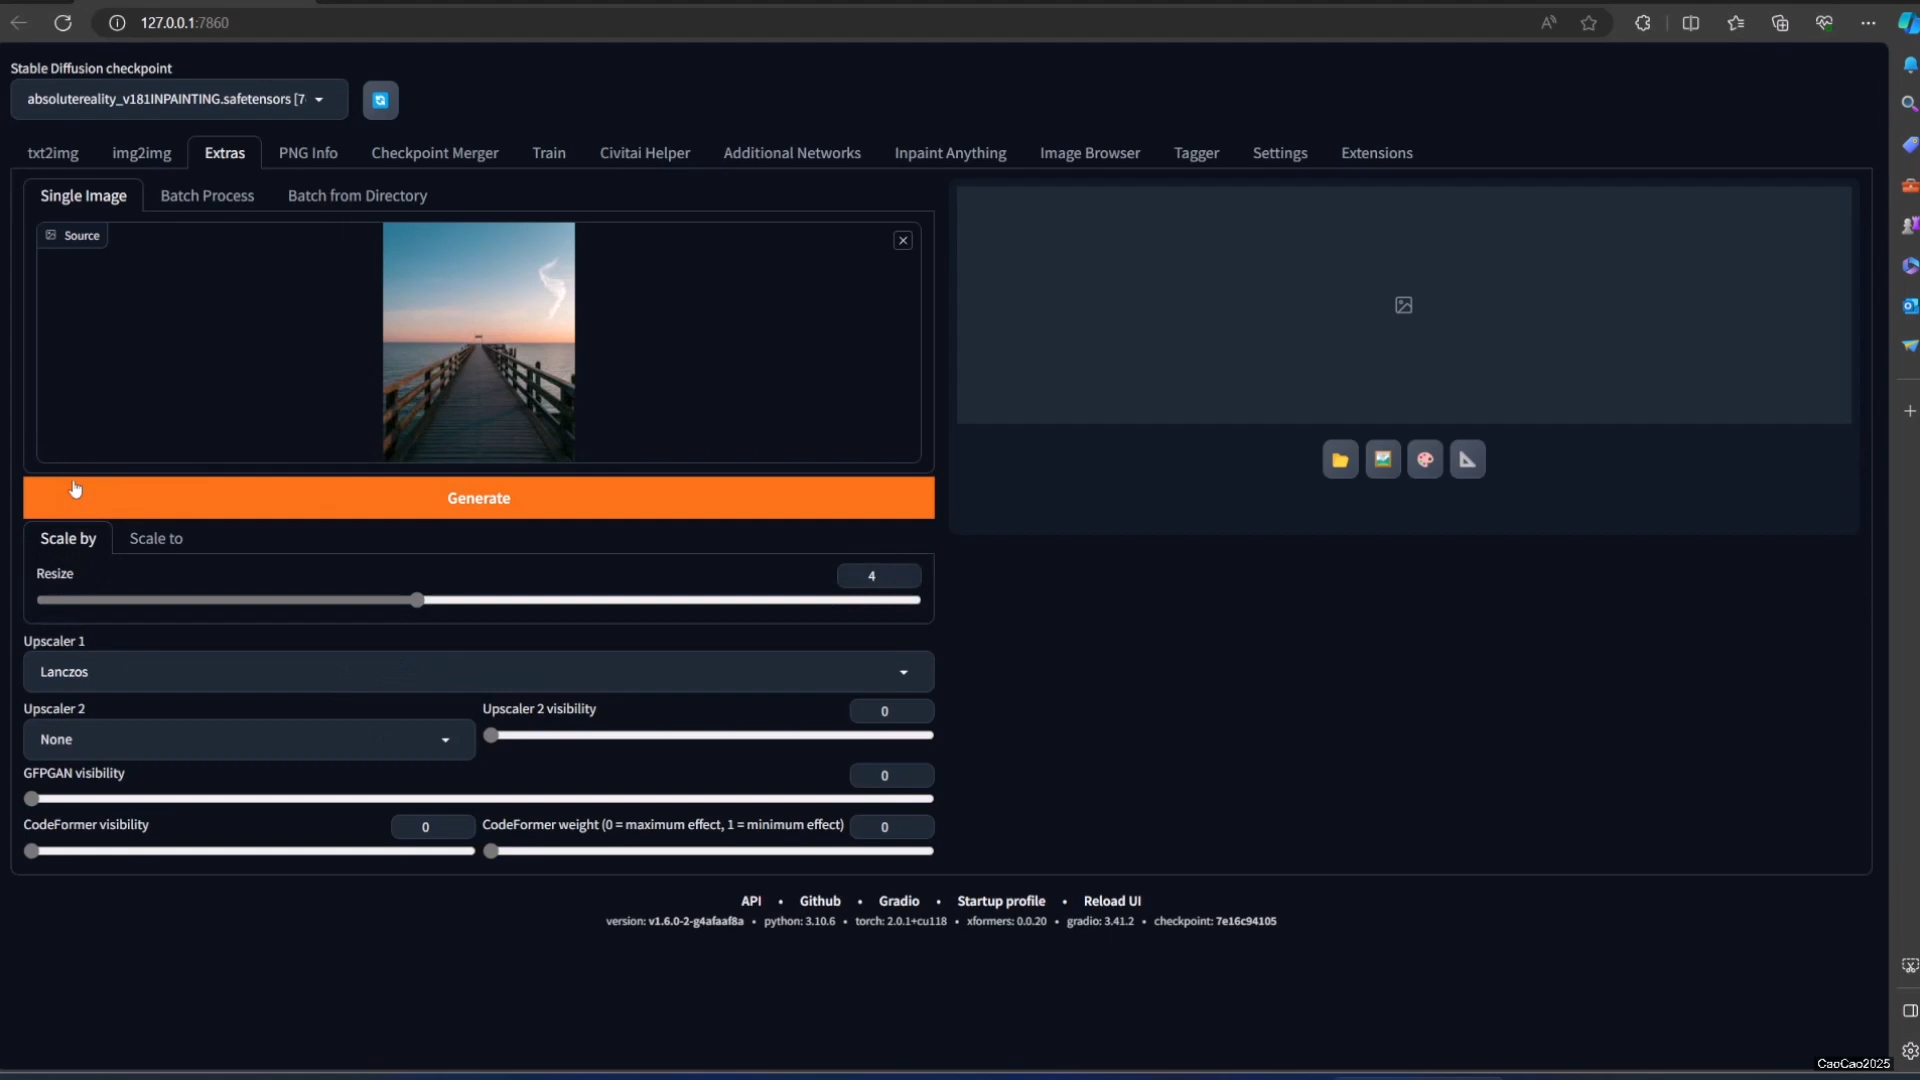 127.0.0.1:7860
Stable Diffusion checkpoint
absolutereality_v181INPAINTING.safetensors [7
txt2img img2img Extras PNG Info Checkpoint Merger Train Civitai Helper Additional Networks Inpaint Anything Image Browser Tagger Settings Extensions
Single Image Batch Process Batch from Directory
Source
Generate
Scale by Scale to
Resize 4
Upscaler 1
Lanczos
Upscaler 2 Upscaler 2 visibility 0
None
GFPGAN visibility 0
CodeFormer visibility 0 CodeFormer weight (0 = maximum effect, 1 = minimum effect) 0
API • Github • Gradio • Startup profile • Reload UI
version: v1.6.0-2-g4afaaf8a • python: 3.10.6 • torch: 2.0.1+cu118 • xformers: 0.0.20 • gradio: 3.41.2 • checkpoint: 7e16c94105
CaoCao2025